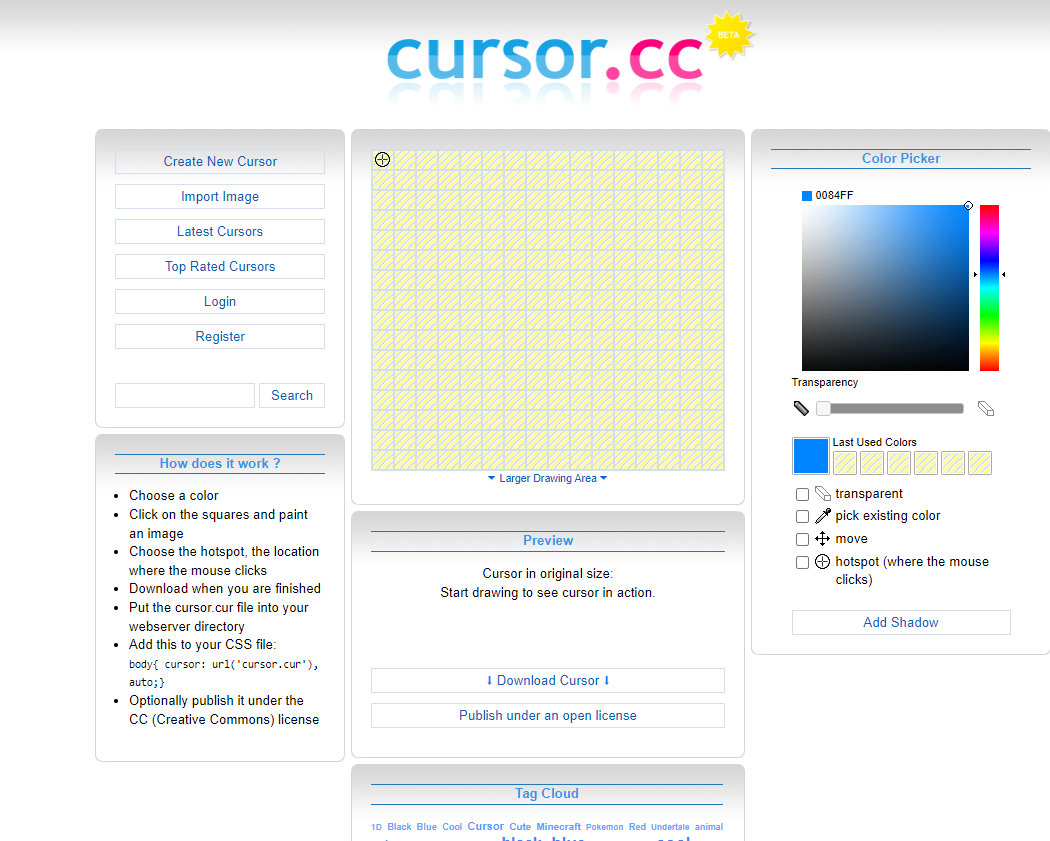 cursor.cc
BETA
Create New Cursor
Import Image
Latest Cursors
Top Rated Cursors
Login
Register
Search
How does it work ?
Choose a color
Click on the squares and paint
an image
Choose the hotspot, the location
where the mouse clicks
Download when you are finished
Put the cursor.cur file into your
webserver directory
Add this to your CSS file:
body{ cursor: url('cursor.cur'),
auto;}
Optionally publish it under the
CC (Creative Commons) license
Larger Drawing Area
Preview
Cursor in original size:
Start drawing to see cursor in action.
Download Cursor
Publish under an open license
Tag Cloud
1D Black Blue Cool Cursor Cute Minecraft Pokemon Red Undertale animal
black blue cool
Color Picker
0084FF
Transparency
Last Used Colors
transparent
pick existing color
move
hotspot (where the mouse
clicks)
Add Shadow